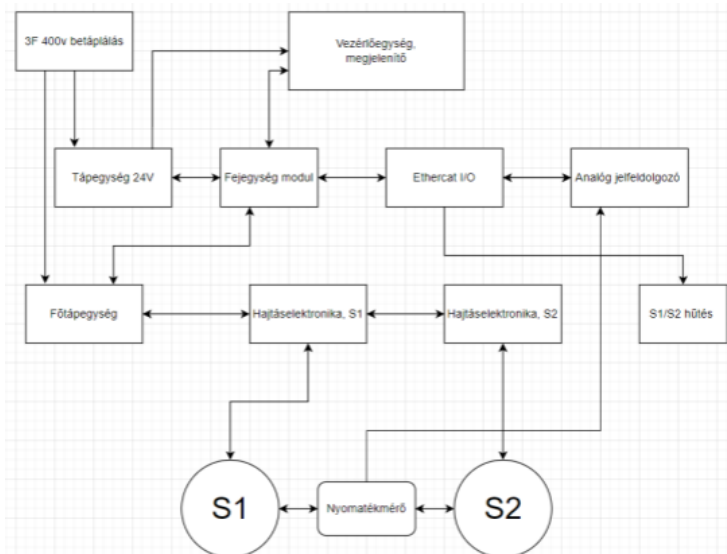 3F 400v betáplálás
Vezérlőegység,
megjelenítő
Tápegység 24V
Fejegység modul
Ethercat I/O
Analóg jelfeldolgozó
Főtápegység
Hajtáselektronika, S1
Hajtáselektronika, S2
S1/S2 hűtés
S1
Nyomatékmérő
S2